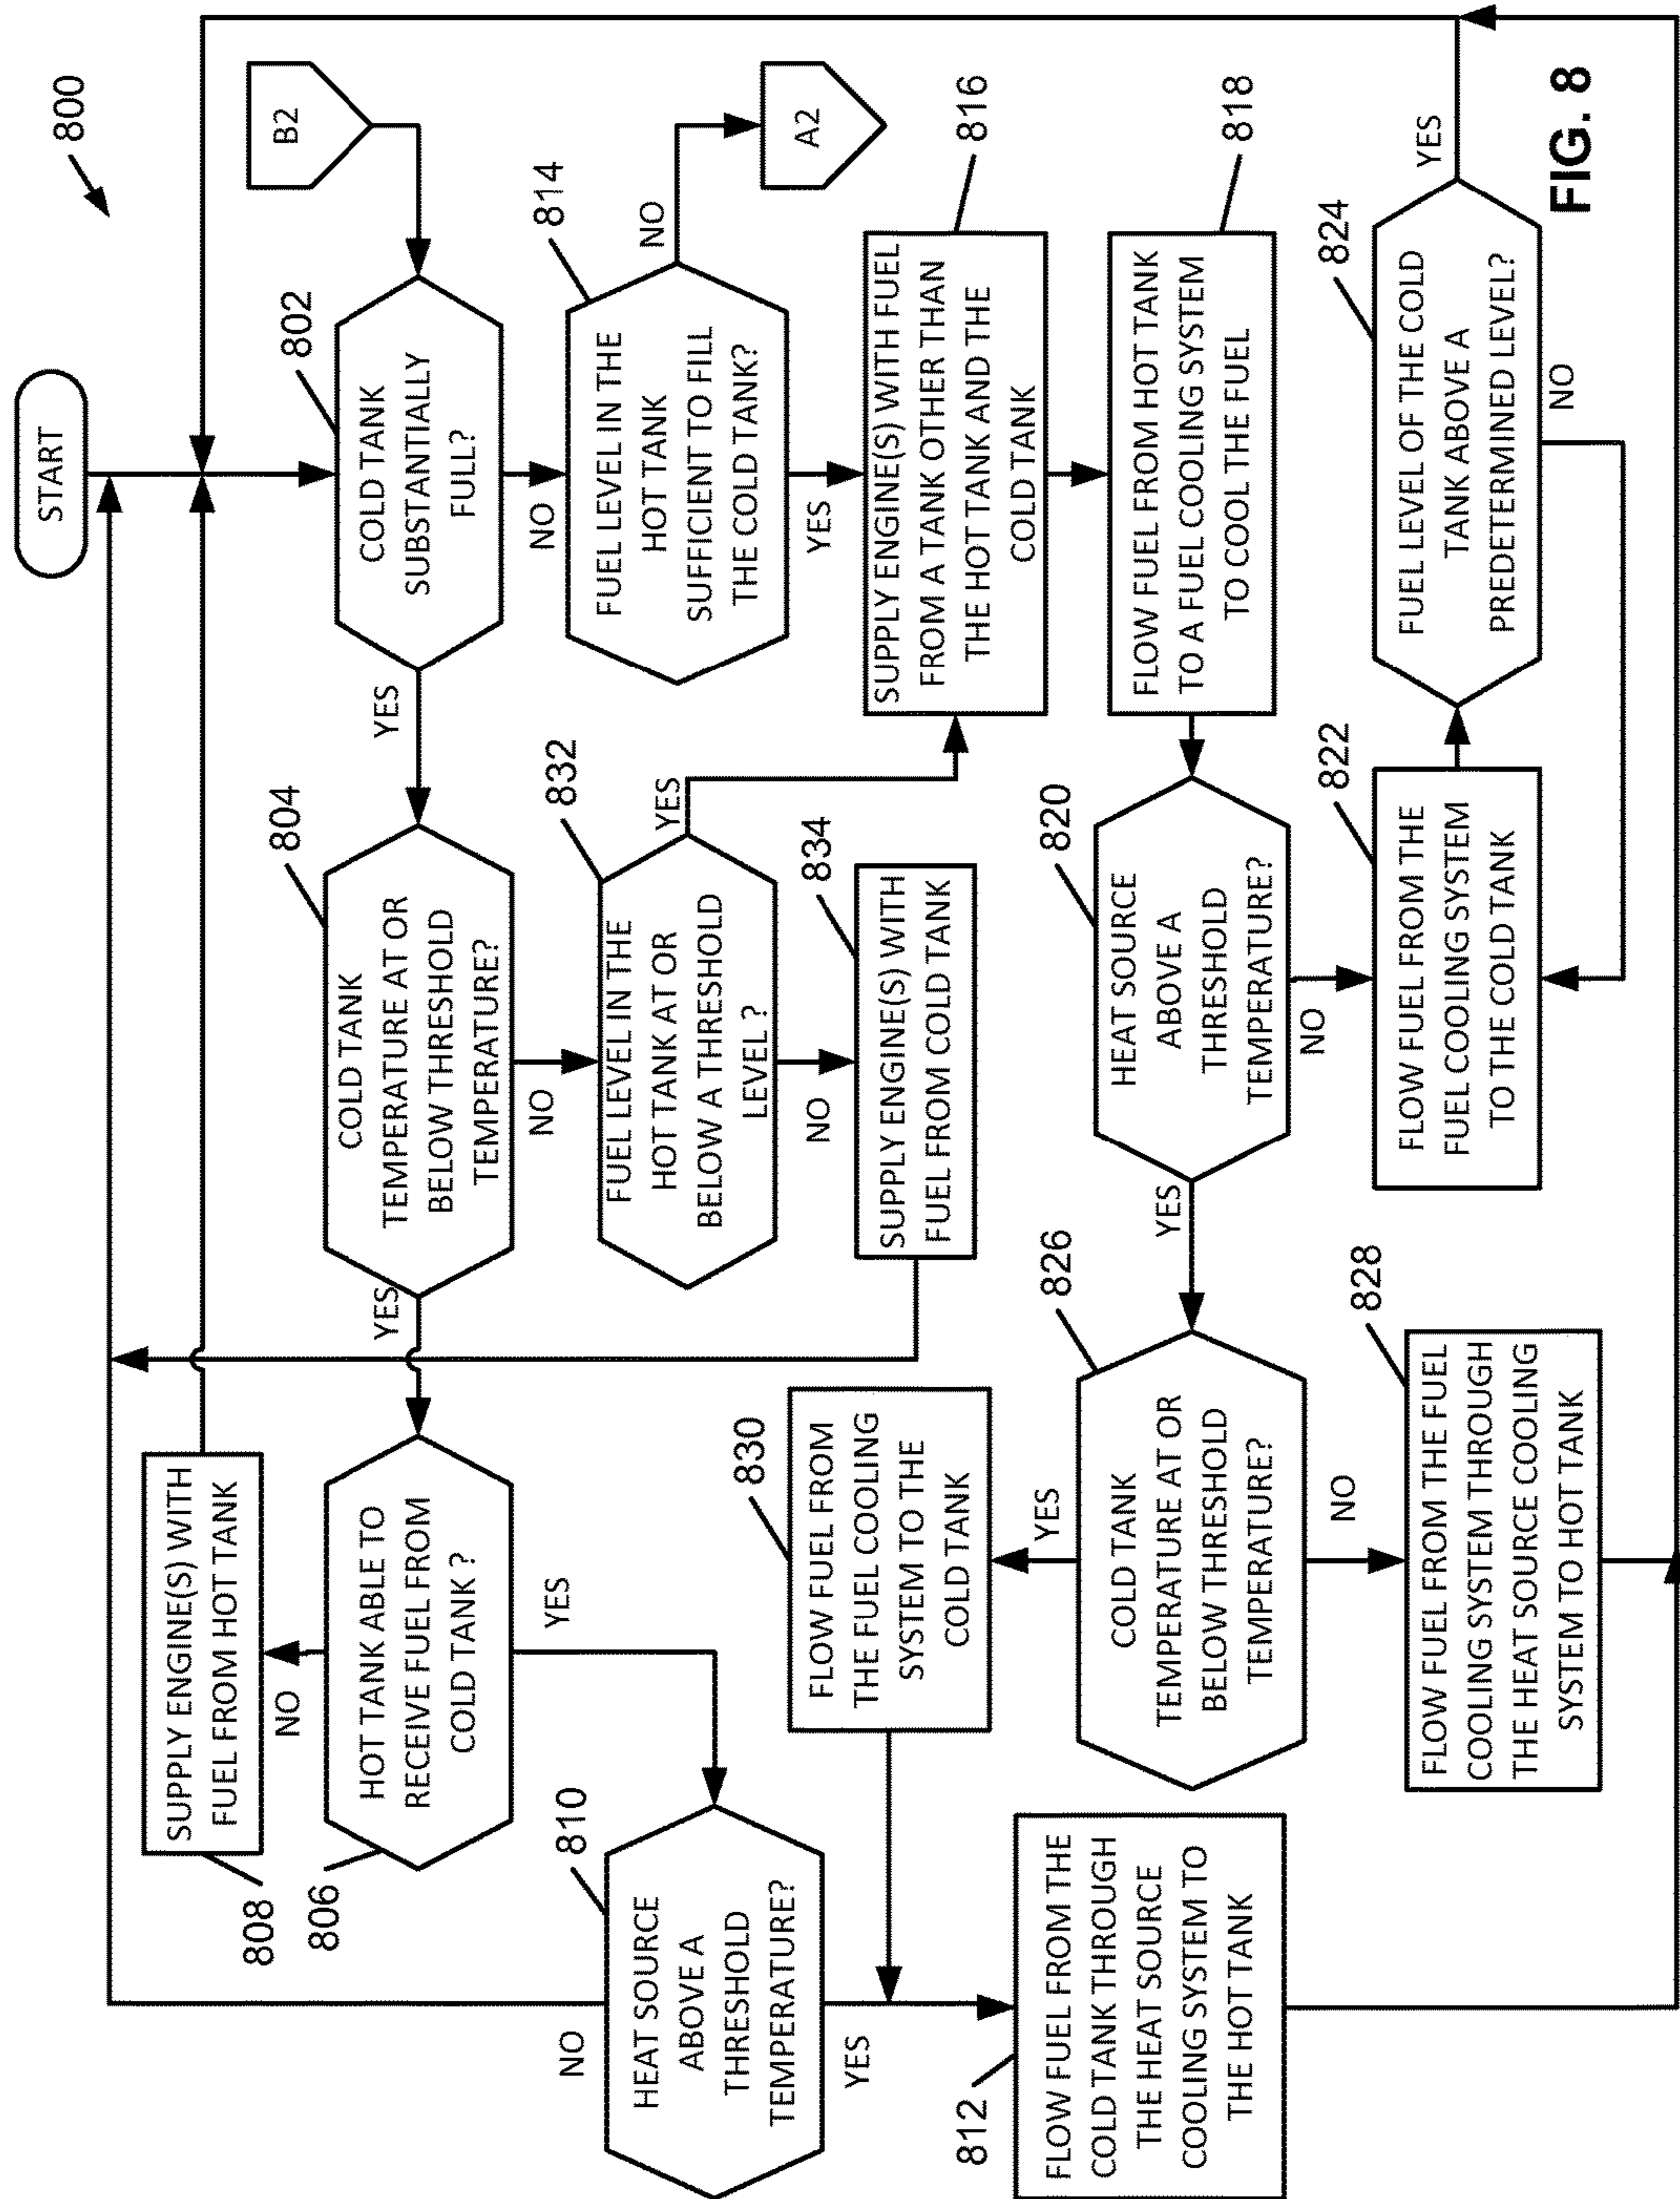 800
START
B2
802
COLD TANK
SUBSTANTIALLY
FULL?
YES
NO
804
COLD TANK
TEMPERATURE AT OR
BELOW THRESHOLD
TEMPERATURE?
YES
NO
SUPPLY ENGINE(S) WITH
FUEL FROM HOT TANK
808
NO
HOT TANK ABLE TO
RECEIVE FUEL FROM
COLD TANK ?
806
YES
810
HEAT SOURCE
ABOVE A
THRESHOLD
TEMPERATURE?
NO
YES
812
FLOW FUEL FROM THE
COLD TANK THROUGH
THE HEAT SOURCE
COOLING SYSTEM TO
THE HOT TANK
814
FUEL LEVEL IN THE
HOT TANK
SUFFICIENT TO FILL
THE COLD TANK?
NO
A2
YES
832
FUEL LEVEL IN THE
HOT TANK AT OR
BELOW A THRESHOLD
LEVEL ?
YES
NO
834
SUPPLY ENGINE(S) WITH
FUEL FROM COLD TANK
816
SUPPLY ENGINE(S) WITH FUEL
FROM A TANK OTHER THAN
THE HOT TANK AND THE
COLD TANK
818
FLOW FUEL FROM HOT TANK
TO A FUEL COOLING SYSTEM
TO COOL THE FUEL
820
HEAT SOURCE
ABOVE A
THRESHOLD
TEMPERATURE?
YES
NO
822
FLOW FUEL FROM THE
FUEL COOLING SYSTEM
TO THE COLD TANK
824
FUEL LEVEL OF THE COLD
TANK ABOVE A
PREDETERMINED LEVEL?
YES
NO
826
COLD TANK
TEMPERATURE AT OR
BELOW THRESHOLD
TEMPERATURE?
YES
NO
830
FLOW FUEL FROM
THE FUEL COOLING
SYSTEM TO THE
COLD TANK
828
FLOW FUEL FROM THE FUEL
COOLING SYSTEM THROUGH
THE HEAT SOURCE COOLING
SYSTEM TO HOT TANK
FIG. 8